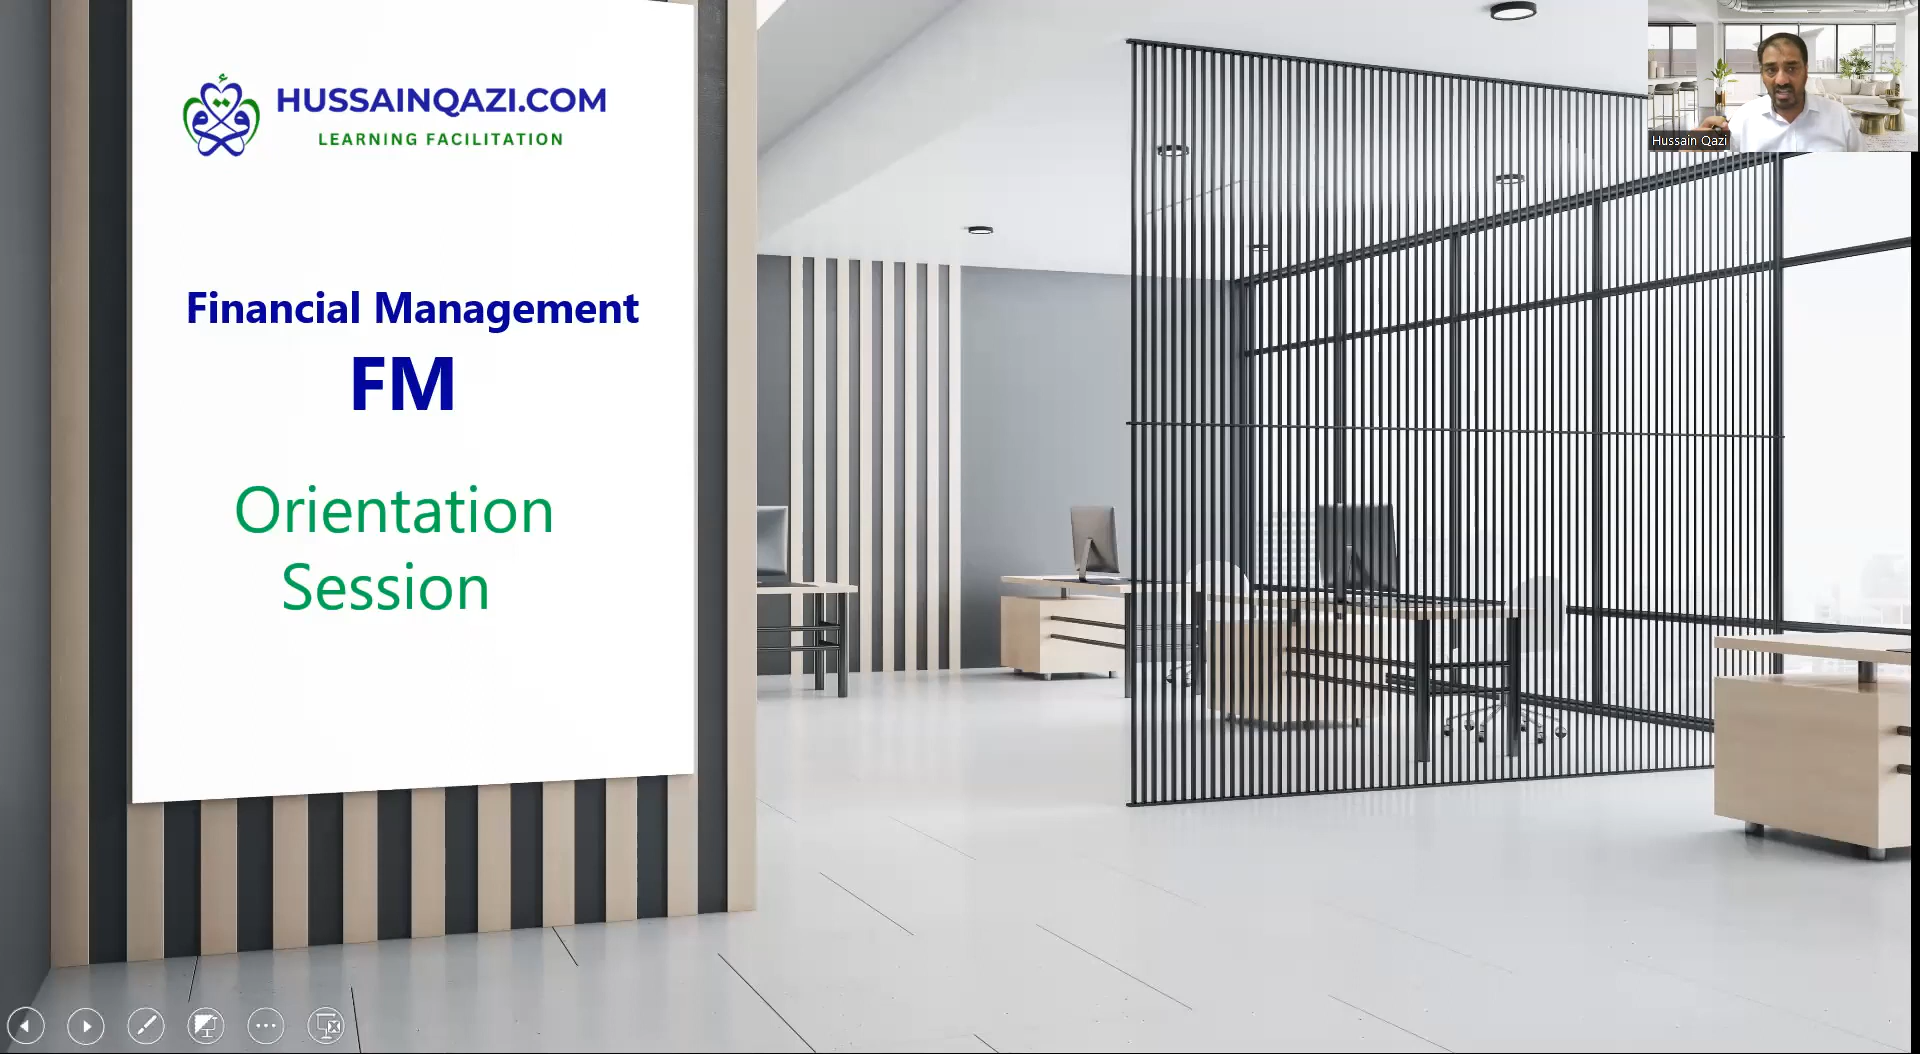 HUSSAINQAZI.COM
LEARNING FACILITATION
Financial Management
FM
Orientation
Session
Hussain Qazi